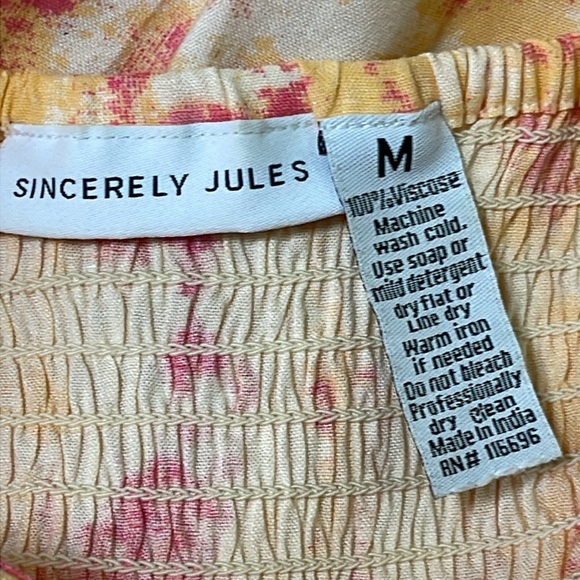 SINCERELY JULES
M
100% Viscose
Machine
wash cold.
Use soap or
mild detergent
dry flat or
Line dry
Warm iron
if needed
Do not bleach
Professionally
dry clean
Made in India
RN# 116696